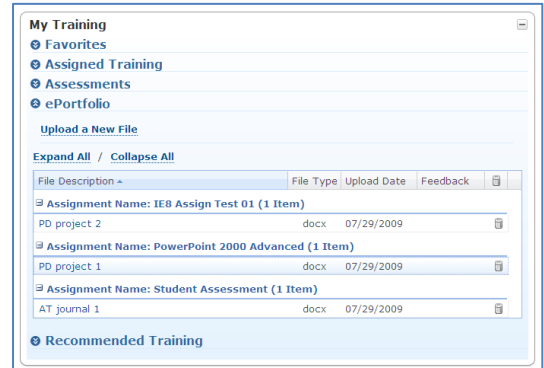 My Training
Favorites
Assigned Training
Assessments
ePortfolio
Upload a New File
Expand All / Collapse All
File Description File Type Upload Date Feedback
Assignment Name: IE8 Assign Test 01 (1 Item)
PD project 2 docx 07/29/2009
Assignment Name: PowerPoint 2000 Advanced (1 Item)
PD project 1 docx 07/29/2009
Assignment Name: Student Assessment (1 Item)
AT journal 1 docx 07/29/2009
Recommended Training